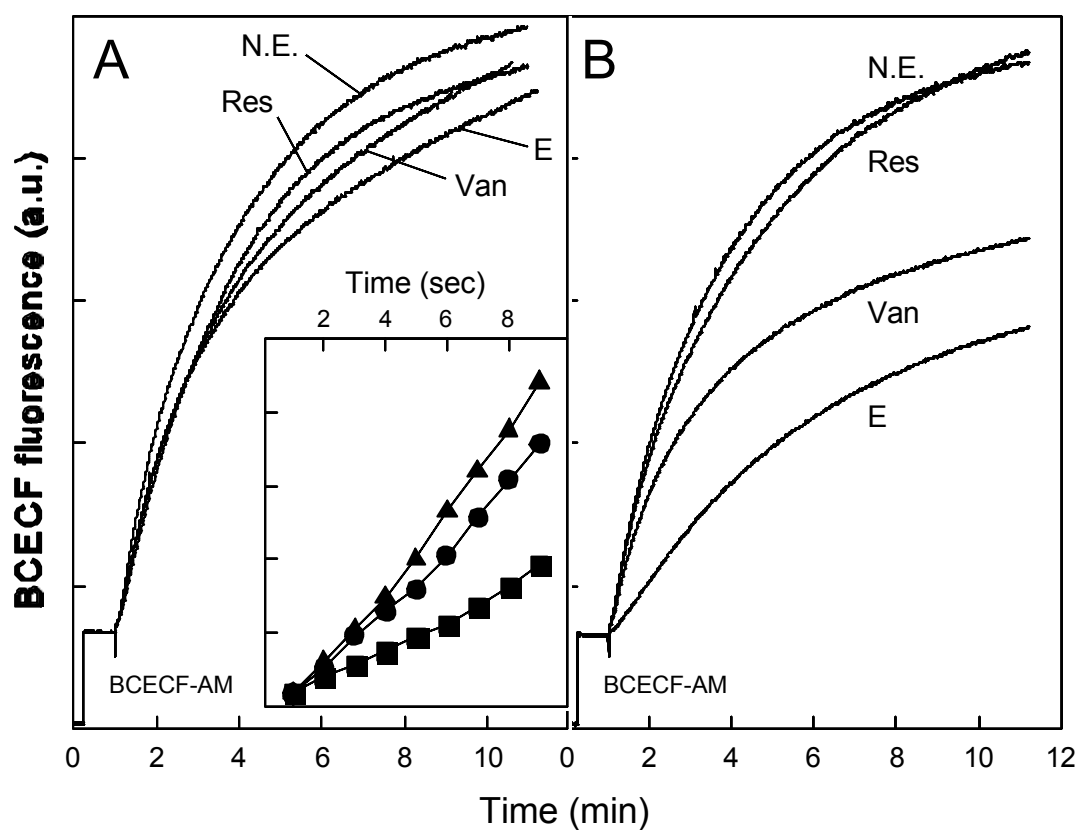 A
B
N.E.
Res
E
Van
N.E.
Res
Van
E
BCECF fluorescence (a.u.)
Time (sec)
2 4 6 8
BCECF-AM
BCECF-AM
0 2 4 6 8 10 0 2 4 6 8 10 12
Time (min)